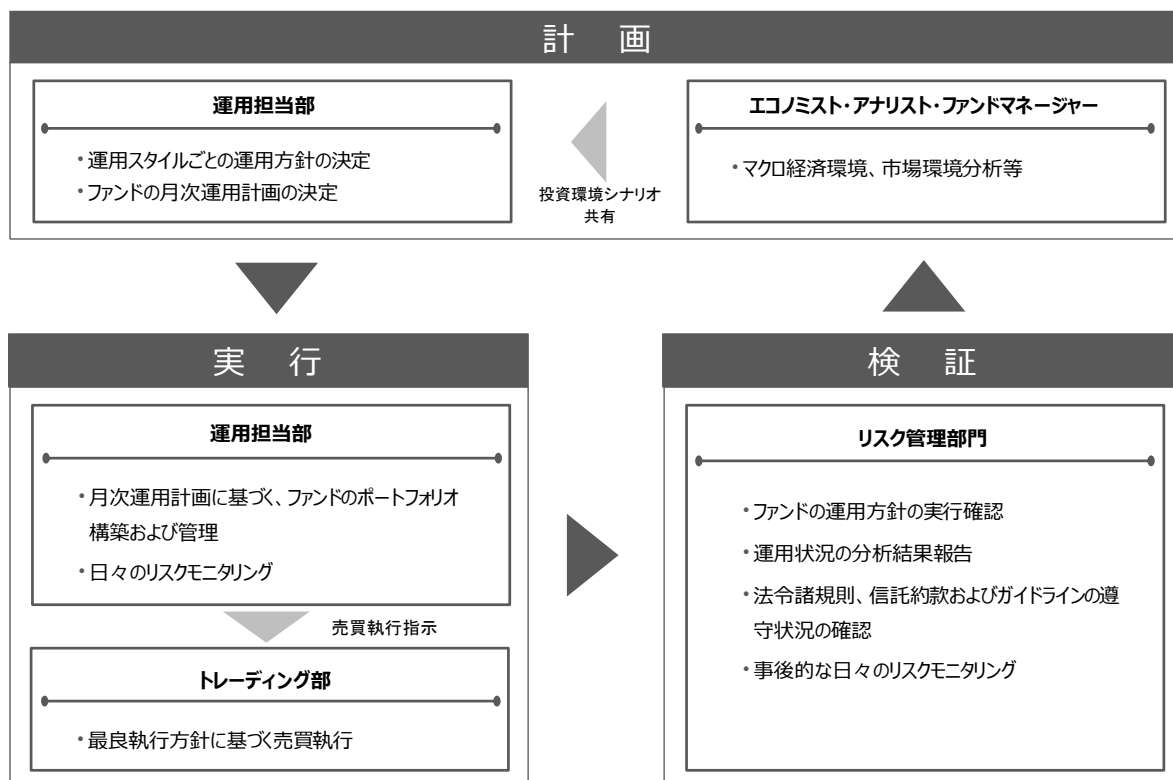 計 画
運用担当部
・運用スタイルごとの運用方針の決定
・ファンドの月次運用計画の決定
投資環境シナリオ
共有
エコノミスト・アナリスト・ファンドマネージャー
・マクロ経済環境、市場環境分析等
実 行
運用担当部
・月次運用計画に基づく、ファンドのポートフォリオ
構築および管理
・日々のリスクモニタリング
売買執行指示
トレーディング部
・最良執行方針に基づく売買執行
検 証
リスク管理部門
・ファンドの運用方針の実行確認
・運用状況の分析結果報告
・法令諸規則、信託約款およびガイドラインの遵
守状況の確認
・事後的な日々のリスクモニタリング